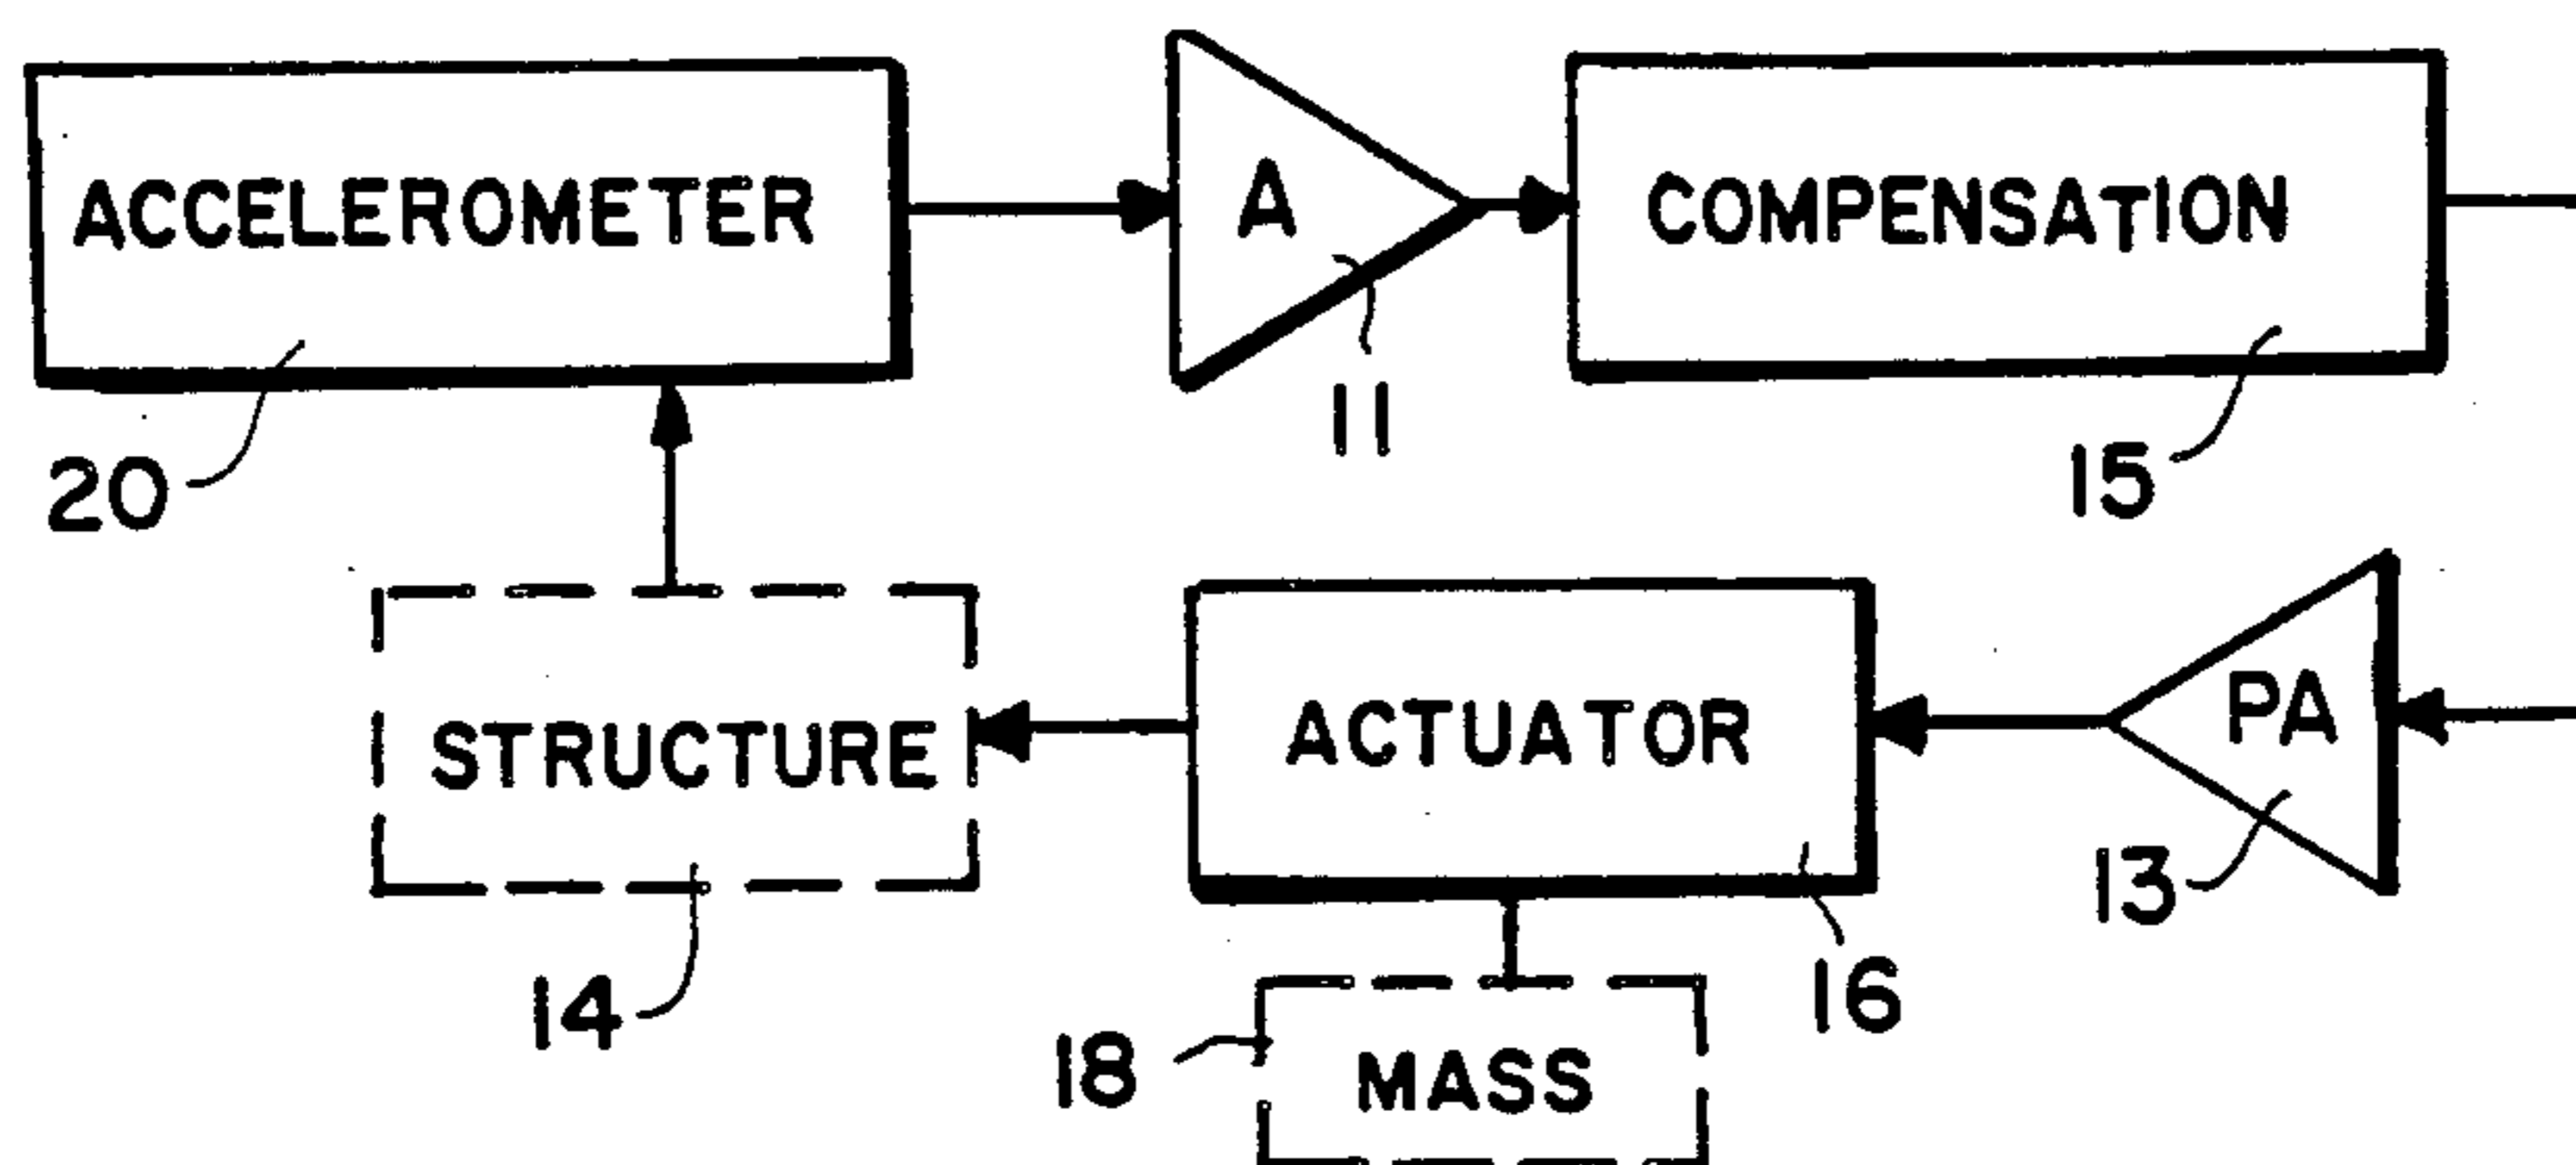 ACCELEROMETER
A
COMPENSATION
20
11
15
STRUCTURE
ACTUATOR
PA
14
18
MASS
16
13